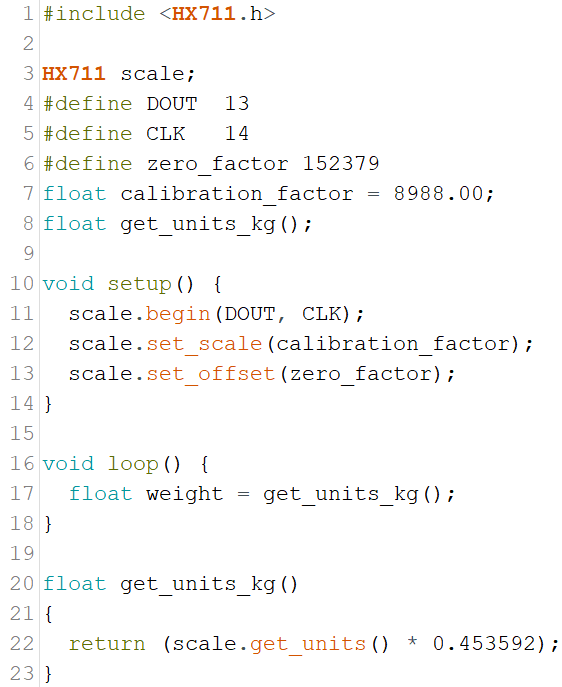 1 #include <HX711.h>
2
3 HX711 scale;
4 #define DOUT  13
5 #define CLK   14
6 #define zero_factor 152379
7 float calibration_factor = 8988.00;
8 float get_units_kg();
9
10 void setup() {
11   scale.begin(DOUT, CLK);
12   scale.set_scale(calibration_factor);
13   scale.set_offset(zero_factor);
14 }
15
16 void loop() {
17   float weight = get_units_kg();
18 }
19
20 float get_units_kg()
21 {
22   return (scale.get_units() * 0.453592);
23 }